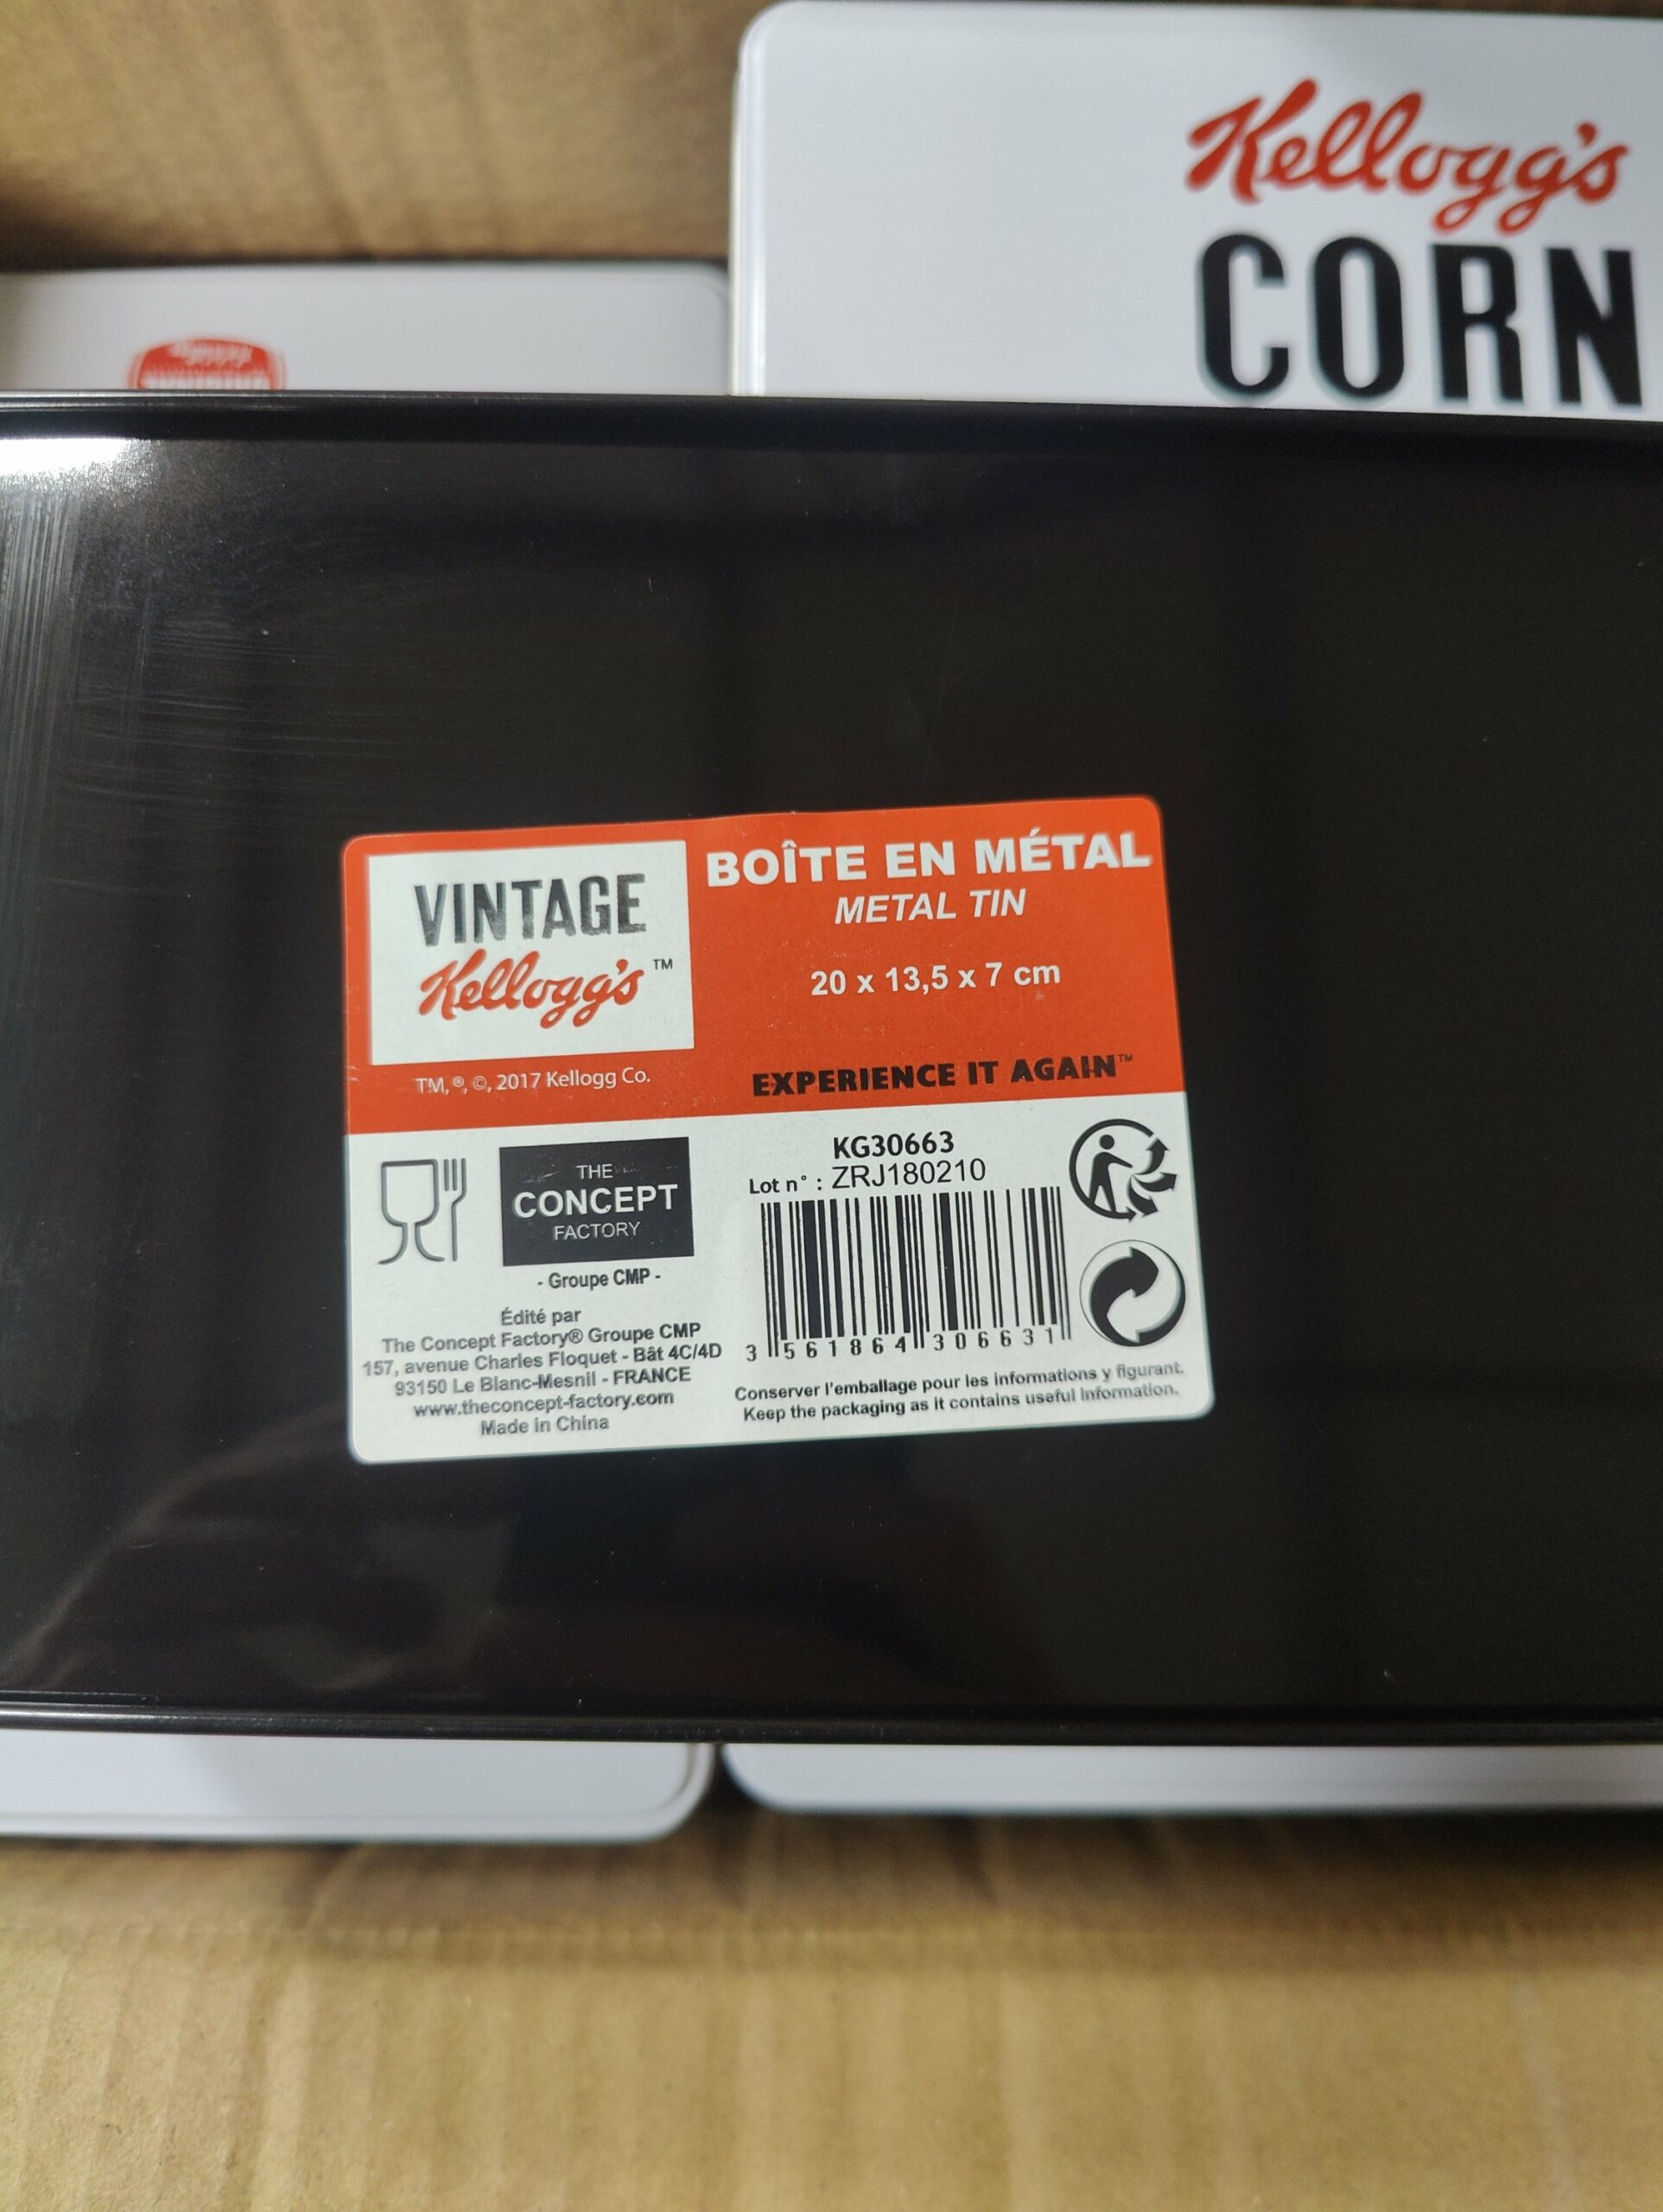 Kellogg's
CORN
VINTAGE
Kellogg's™
TM, ®, ©, 2017 Kellogg Co.
BOÎTE EN MÉTAL
METAL TIN
20 x 13,5 x 7 cm
EXPERIENCE IT AGAIN™
THE
CONCEPT
FACTORY
- Groupe CMP -
Édité par
The Concept Factory® Groupe CMP
157, avenue Charles Floquet - Bât 4C/4D
93150 Le Blanc-Mesnil - FRANCE
www.theconcept-factory.com
Made in China
KG30663
Lot n° : ZRJ180210
3 561864 306631
Conserver l'emballage pour les informations y figurant.
Keep the packaging as it contains useful information.